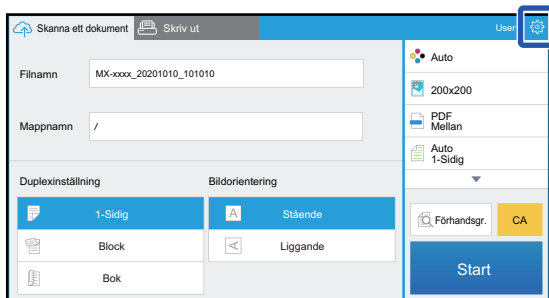 Skanna ett dokument Skriv ut User
Filnamn MX-xxxx_20201010_101010
Mappnamn /
Duplexinställning Bildorientering
1-Sidig A Stående
Block A Liggande
Bok
Auto
200x200
PDF
Mellan
Auto
1-Sidig
Förhandsgr. CA
Start